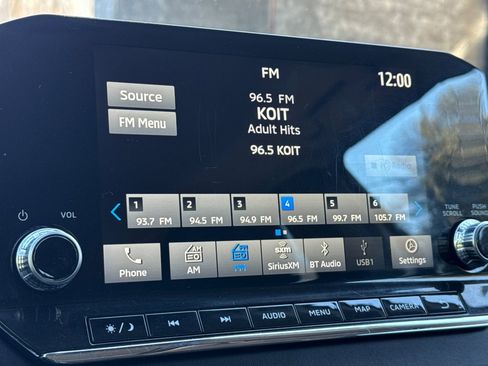 FM
12:00
Source
96.5 FM
KOIT
FM Menu
Adult Hits
96.5 KOIT
1 2 3 4 5 6
93.7 FM 94.5 FM 94.9 FM 96.5 FM 99.7 FM 105.7 FM
VOL
TUNE
SCROLL
PUSH
SOUND
AM
FM
sxm
Phone AM SiriusXM BT Audio USB1 Settings
AUDIO MENU MAP CAMERA